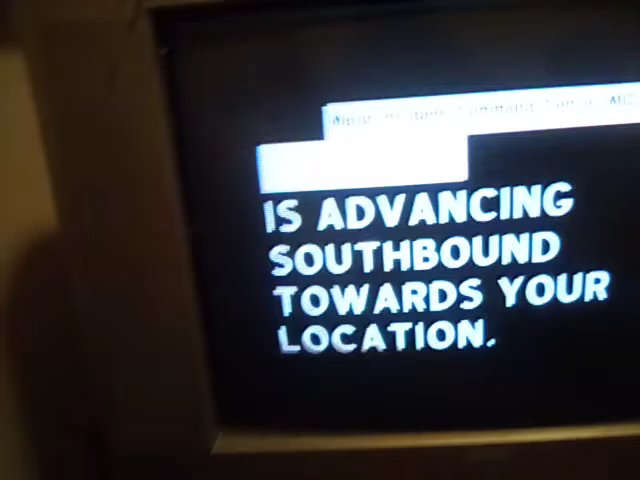 IS ADVANCING
SOUTHBOUND
TOWARDS YOUR
LOCATION.